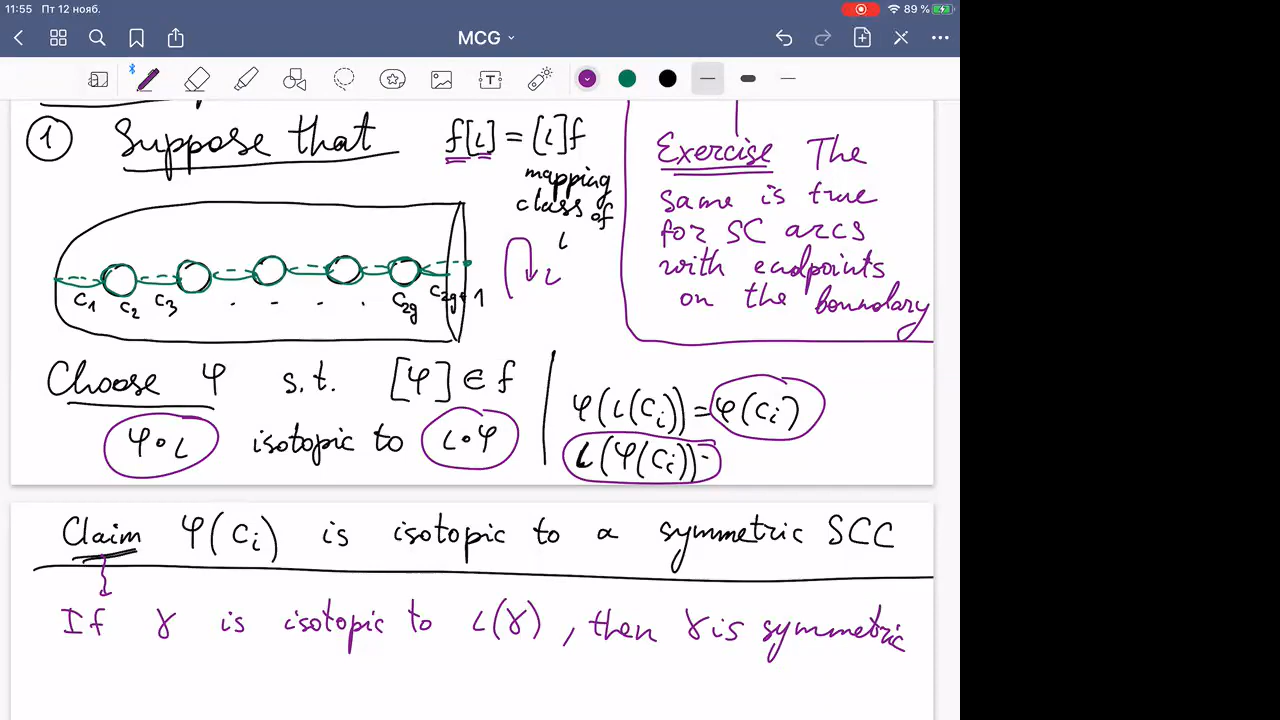 11:55 Пт 12 нояб.
89 %
MCG
① Suppose that f[ι] = [ι]f
mapping
class of
ι
ι
c1 c2 c3 . . . . c2g c2g+1
Exercise The
same is true
for SC arcs
with endpoints
on the boundary
Choose φ s.t. [φ] ∈ f
φ∘ι isotopic to ι∘φ
φ(ι(ci)) = φ(ci)
ι(φ(ci))
Claim φ(ci) is isotopic to a symmetric SCC
If γ is isotopic to ι(γ), then γ is symmetric